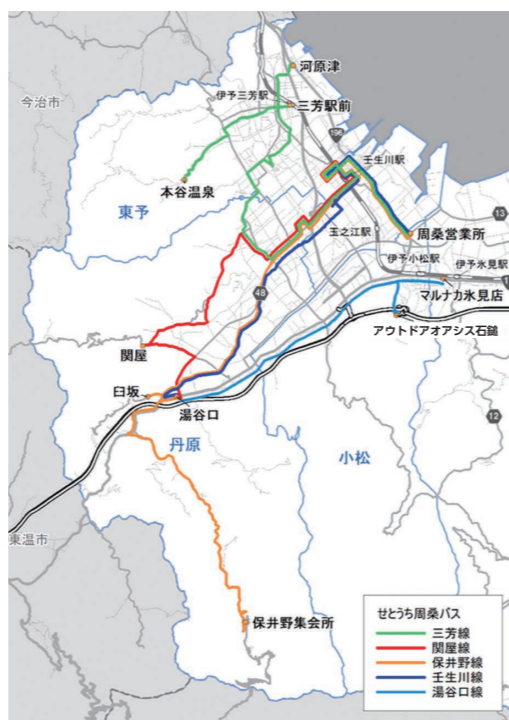 河原津
今治市
伊予三芳駅
三芳駅前
196
壬生川駅
本谷温泉
東予
13
玉之江駅
周桑営業所
伊予小松駅
伊予氷見駅
マルナカ氷見店
48
アウトドアオアシス石鎚
関屋
臼坂
湯谷口
12
丹原
小松
東温市
保井野集会所
せとうち周桑バス
三芳線
関屋線
保井野線
壬生川線
湯谷口線